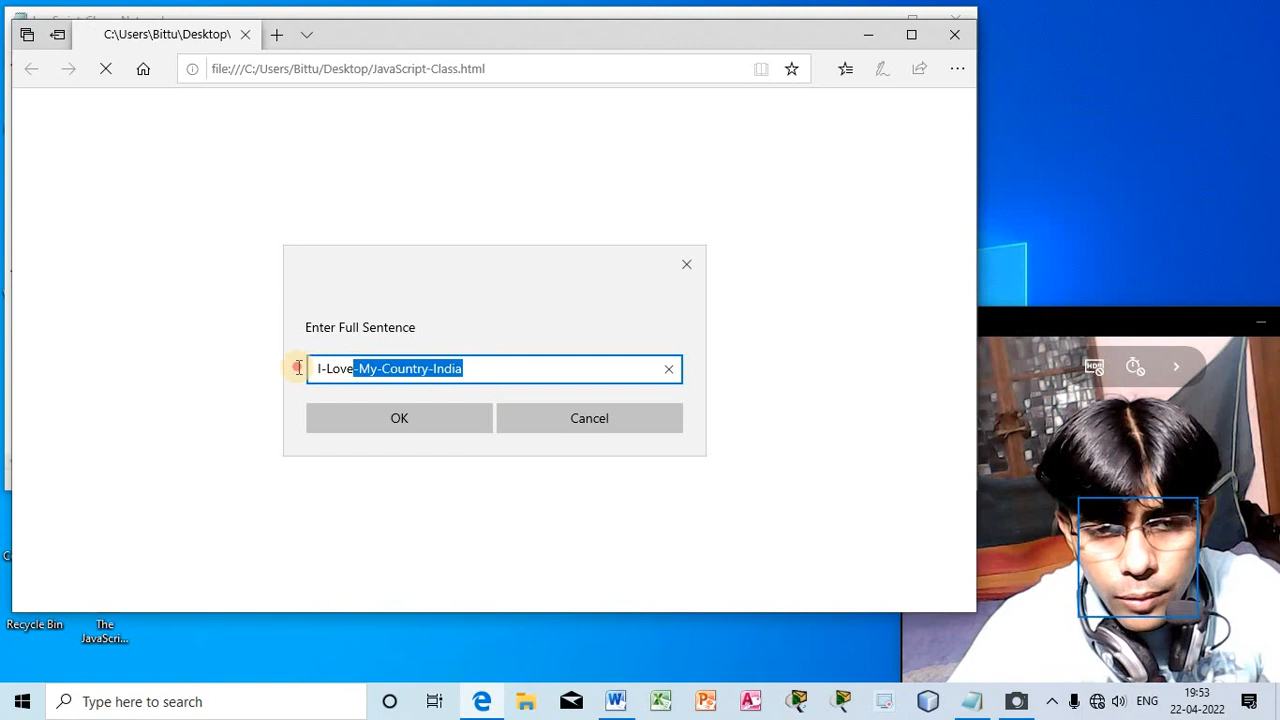 C:\Users\Bittu\Desktop\
file:///C:/Users/Bittu/Desktop/JavaScript-Class.html
Enter Full Sentence
I-Love-My-Country-India
OK
Cancel
HDR
Recycle Bin
The
JavaScri...
Type here to search
ENG
19:53
22-04-2022